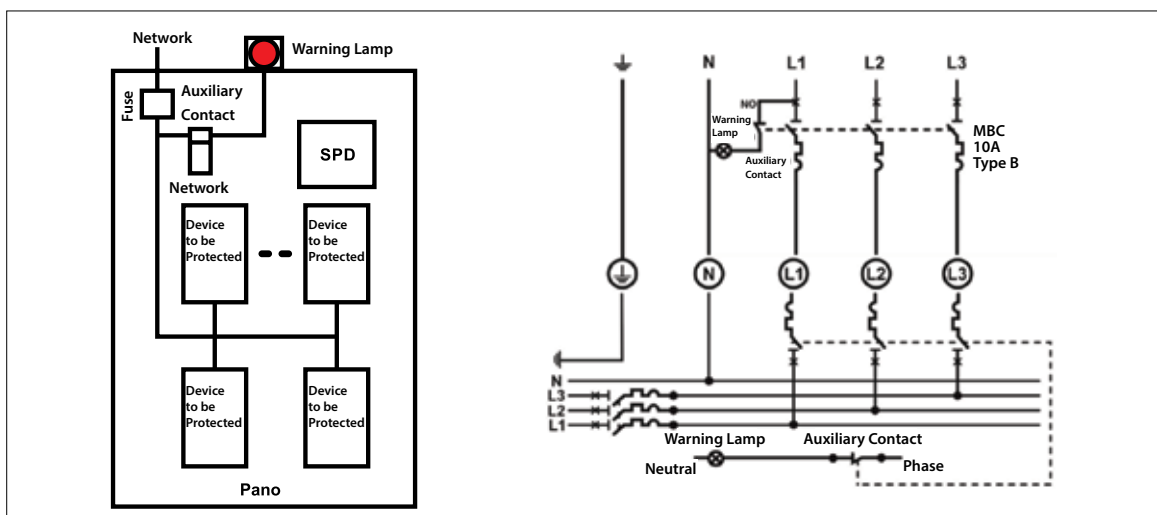 Network
Warning Lamp
Fuse
Auxiliary
Contact
SPD
Network
Device
to be
Protected
Device
to be
Protected
Device
to be
Protected
Device
to be
Protected
Pano
N
L1
L2
L3
NO
Warning
Lamp
Auxiliary
Contact
MBC
10A
Type B
N
L1
L2
L3
N
L3
L2
L1
Warning Lamp
Auxiliary Contact
Neutral
Phase